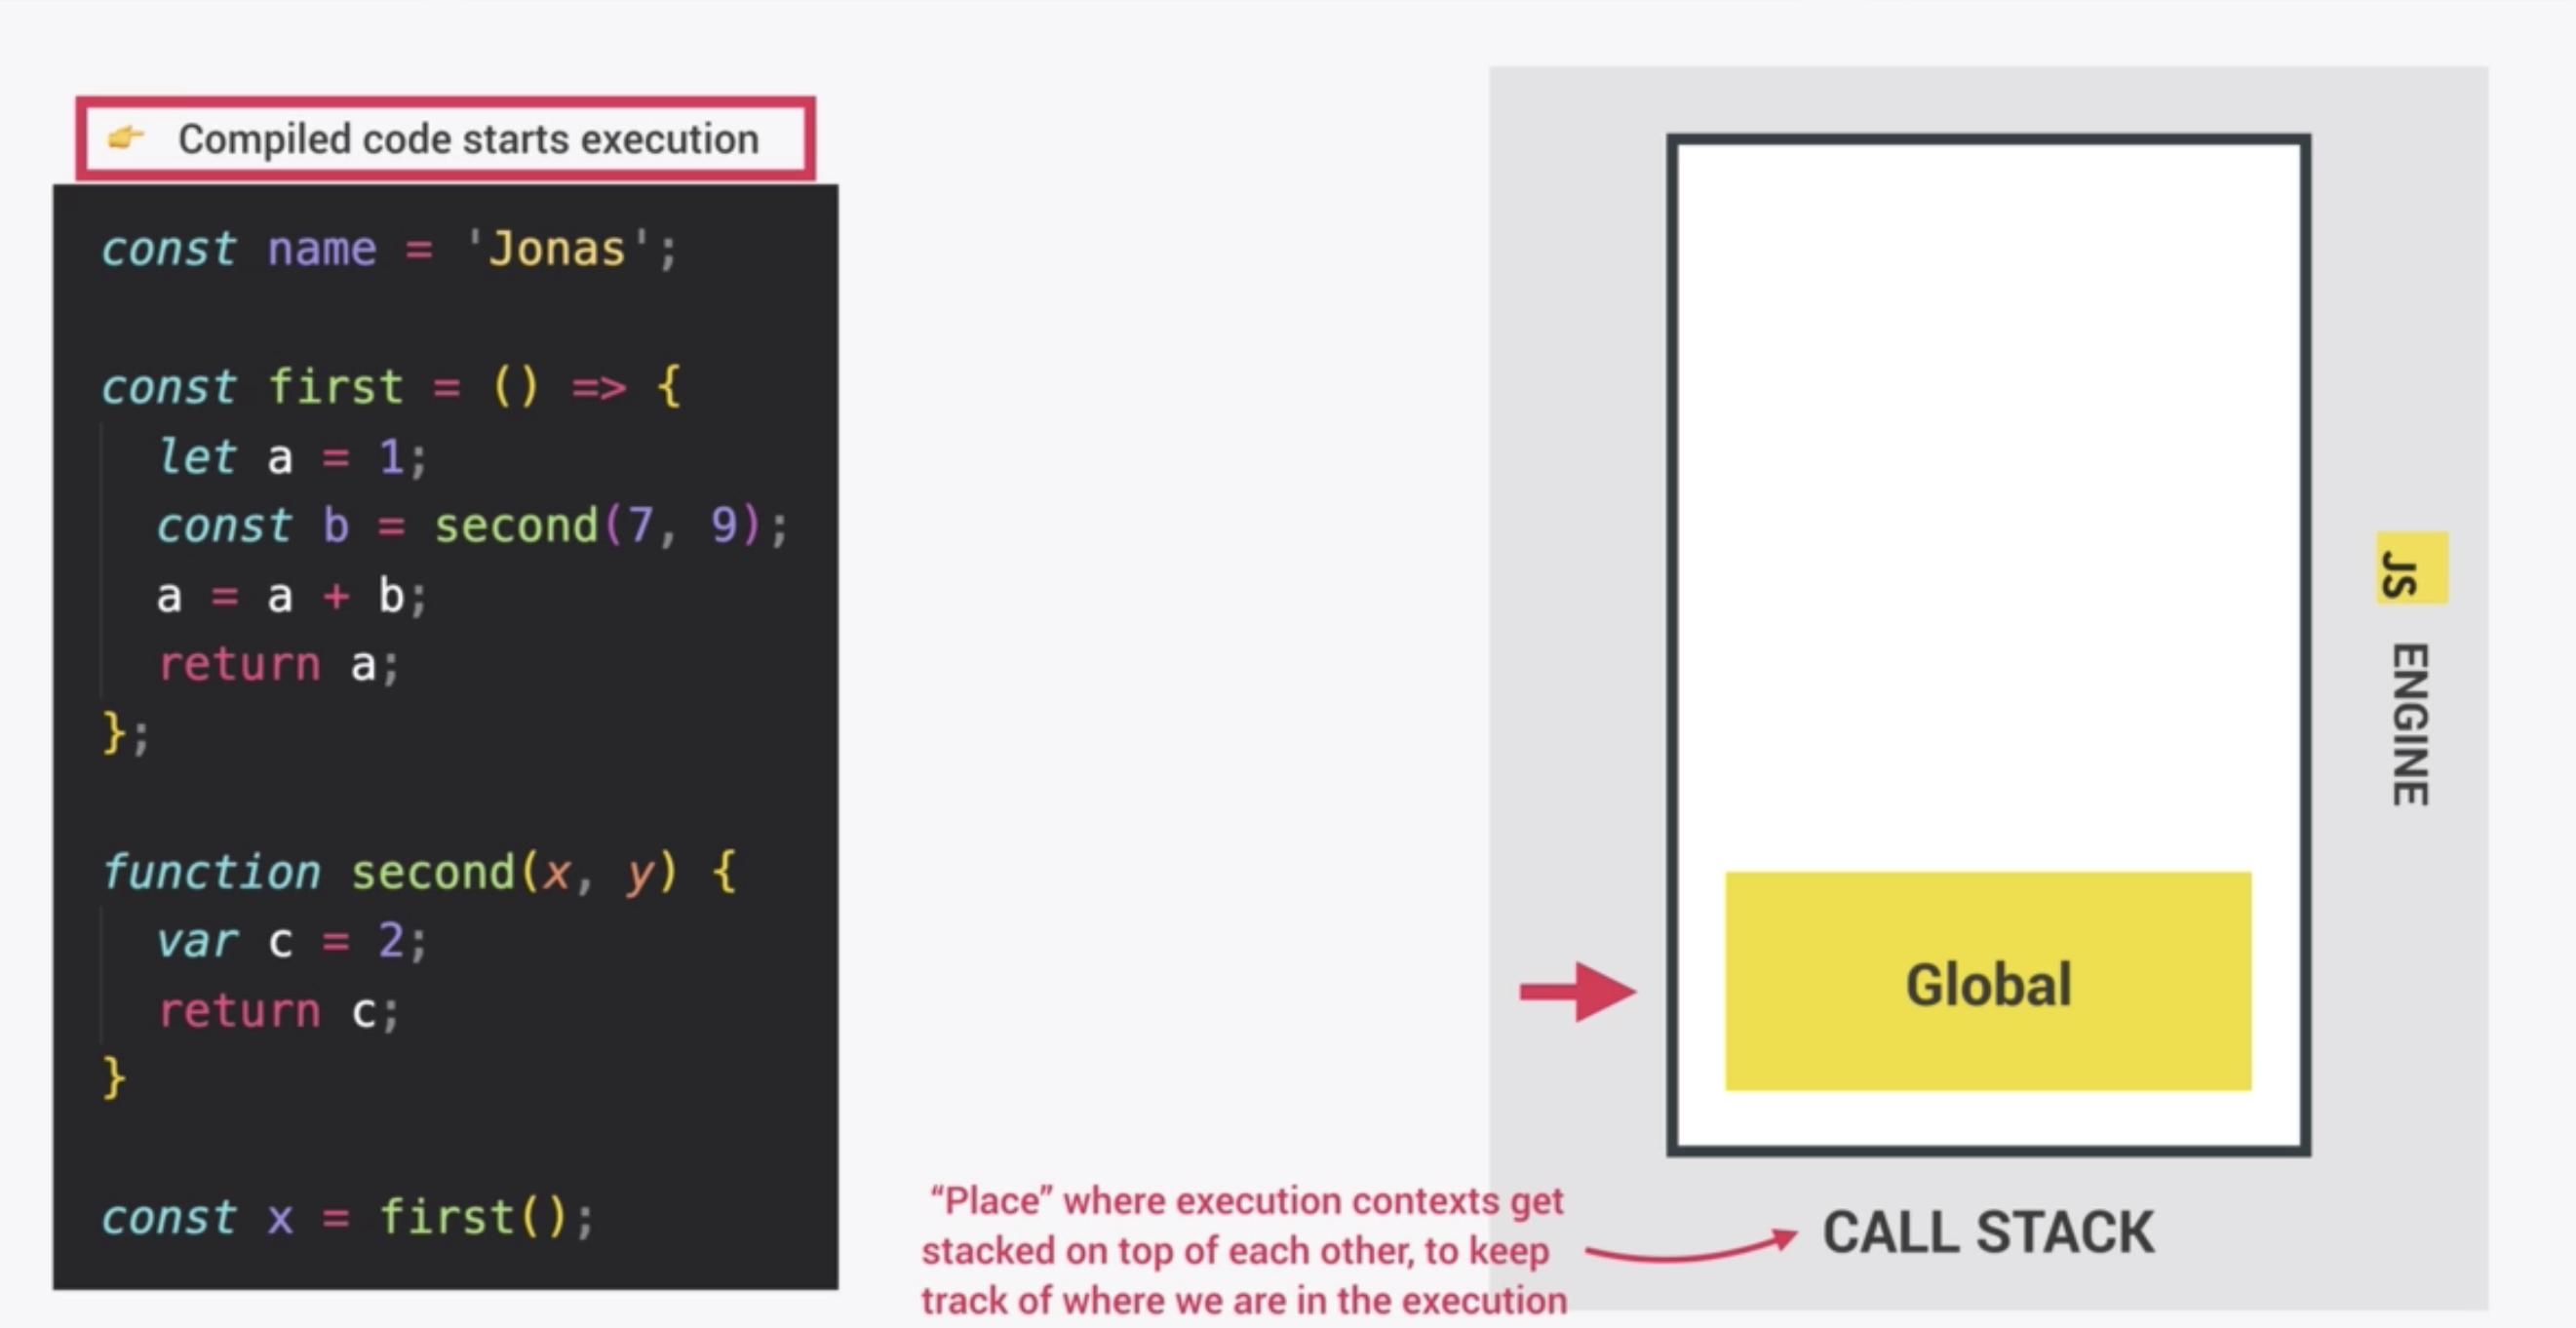 👉 Compiled code starts execution
const name = 'Jonas';
const first = () => {
let a = 1;
const b = second(7, 9);
a = a + b;
return a;
};
function second(x, y) {
var c = 2;
return c;
}
const x = first();
Global
“Place” where execution contexts get
stacked on top of each other, to keep
track of where we are in the execution
CALL STACK
JS ENGINE